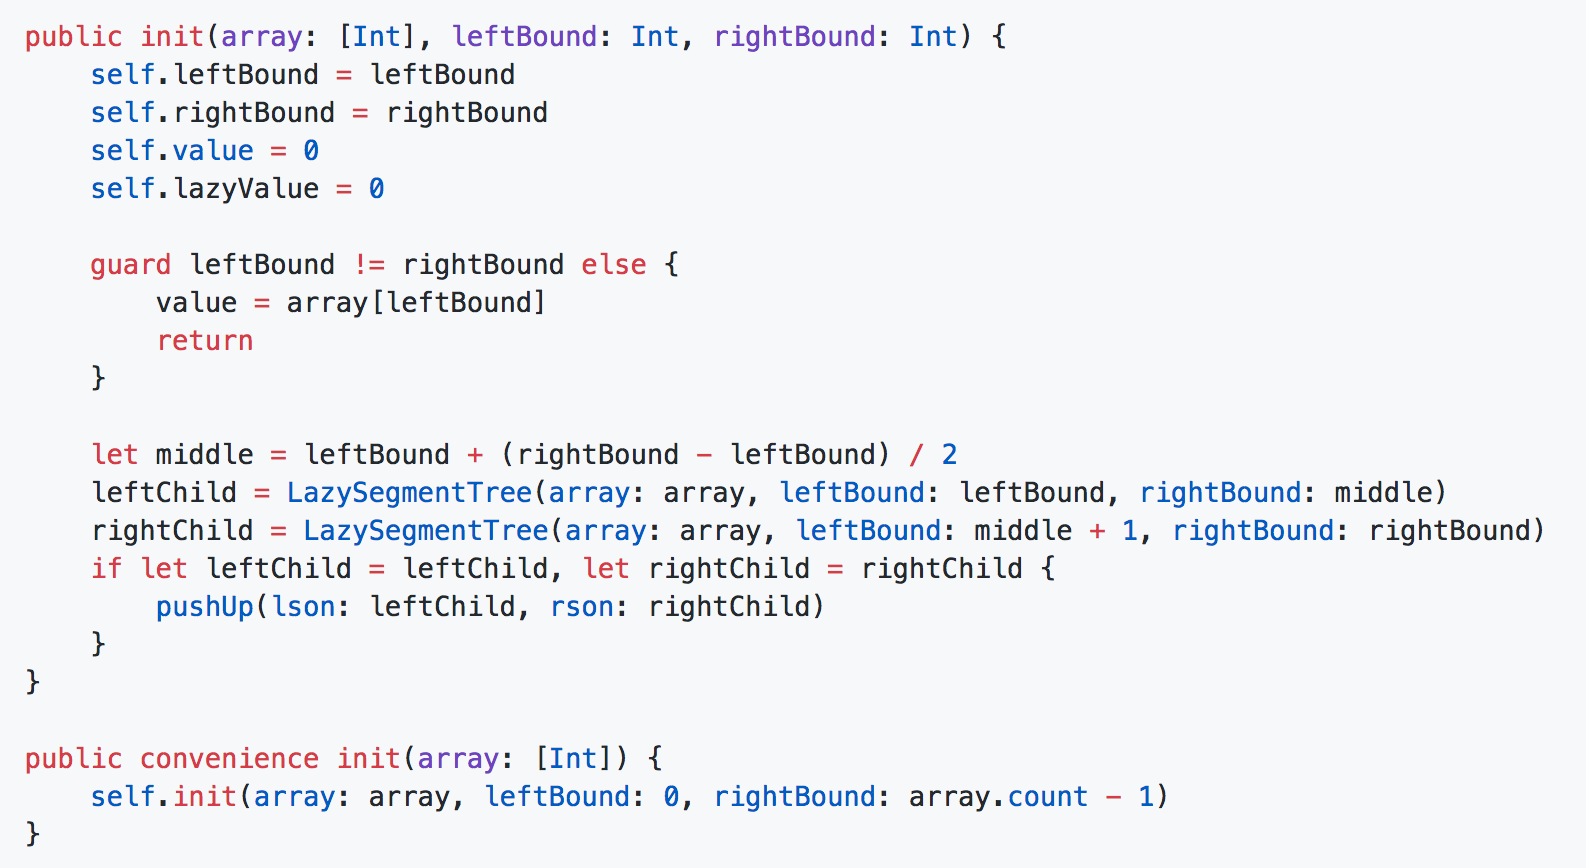 public init(array: [Int], leftBound: Int, rightBound: Int) {
    self.leftBound = leftBound
    self.rightBound = rightBound
    self.value = 0
    self.lazyValue = 0

    guard leftBound != rightBound else {
        value = array[leftBound]
        return
    }

    let middle = leftBound + (rightBound - leftBound) / 2
    leftChild = LazySegmentTree(array: array, leftBound: leftBound, rightBound: middle)
    rightChild = LazySegmentTree(array: array, leftBound: middle + 1, rightBound: rightBound)
    if let leftChild = leftChild, let rightChild = rightChild {
        pushUp(lson: leftChild, rson: rightChild)
    }
}

public convenience init(array: [Int]) {
    self.init(array: array, leftBound: 0, rightBound: array.count - 1)
}